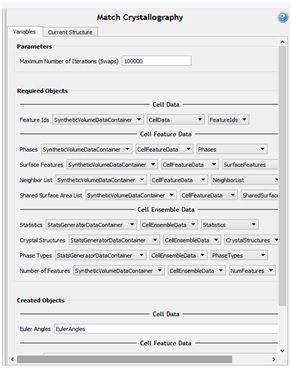 Match Crystallography
Variables Current Structure
Parameters
Maximum Number of Iterations (Swaps) 100000
Required Objects
Cell Data
Feature Ids SyntheticVolumeDataContainer CellData FeatureIds
Cell Feature Data
Phases SyntheticVolumeDataContainer CellFeatureData Phases
Surface Features SyntheticVolumeDataContainer CellFeatureData SurfaceFeatures
Neighbor List SyntheticVolumeDataContainer CellFeatureData NeighborList
Shared Surface Area List SyntheticVolumeDataContainer CellFeatureData SharedSurfac
Cell Ensemble Data
Statistics StatsGeneratorDataContainer CellEnsembleData Statistics
Crystal Structures StatsGeneratorDataContainer CellEnsembleData CrystalStructures
Phase Types StatsGeneratorDataContainer CellEnsembleData PhaseTypes
Number of Features SyntheticVolumeDataContainer CellEnsembleData NumFeatures
Created Objects
Cell Data
Euler Angles EulerAngles
Cell Feature Data